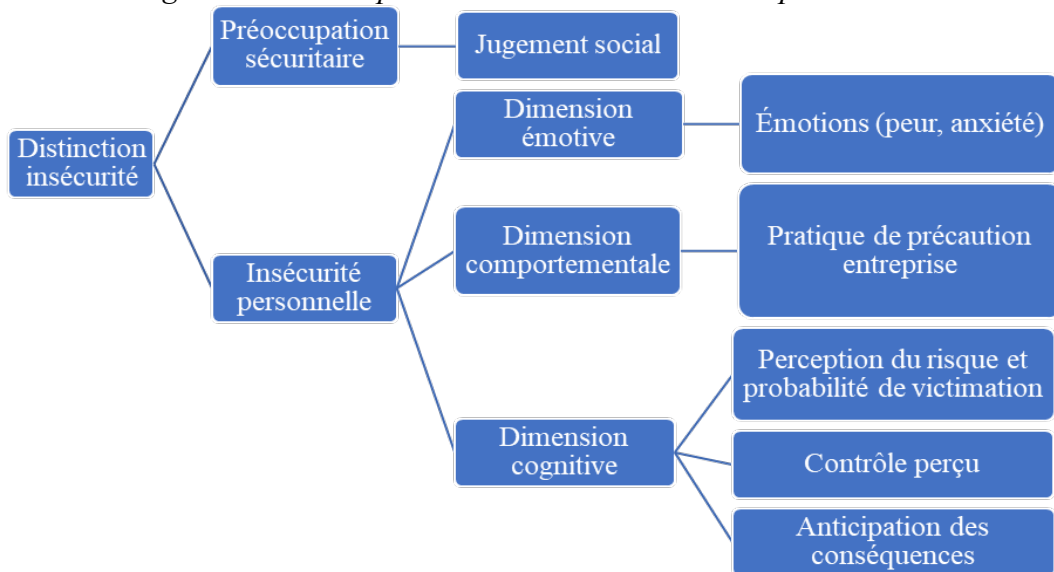 Distinction
insécurité
Préoccupation
sécuritaire
Jugement social
Insécurité
personnelle
Dimension
émotive
Émotions (peur, anxiété)
Dimension
comportementale
Pratique de précaution
entreprise
Dimension
cognitive
Perception du risque et
probabilité de victimation
Contrôle perçu
Anticipation des
conséquences